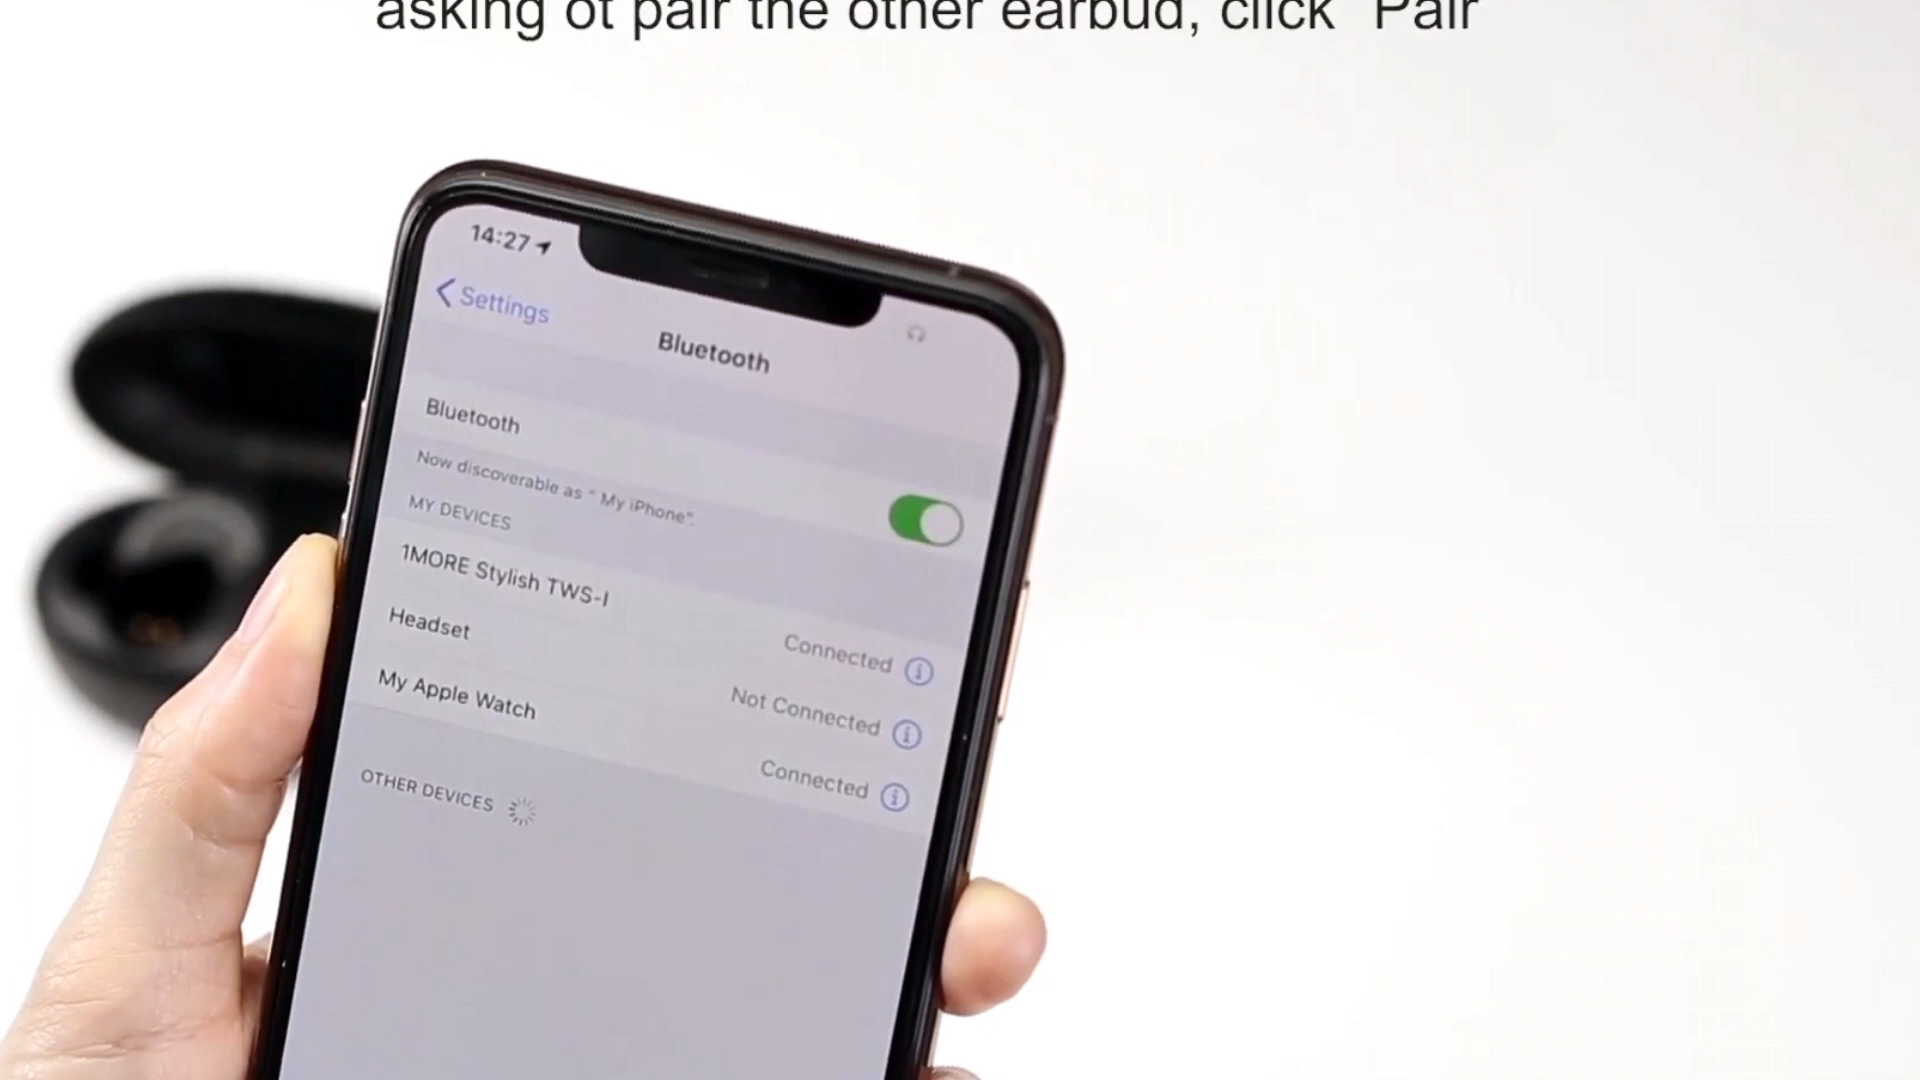 asking ot pair the other earbud, click "Pair
14:27
Settings
Bluetooth
Bluetooth
Now discoverable as " My iPhone".
MY DEVICES
1MORE Stylish TWS-I
Connected
Headset
Not Connected
My Apple Watch
Connected
OTHER DEVICES